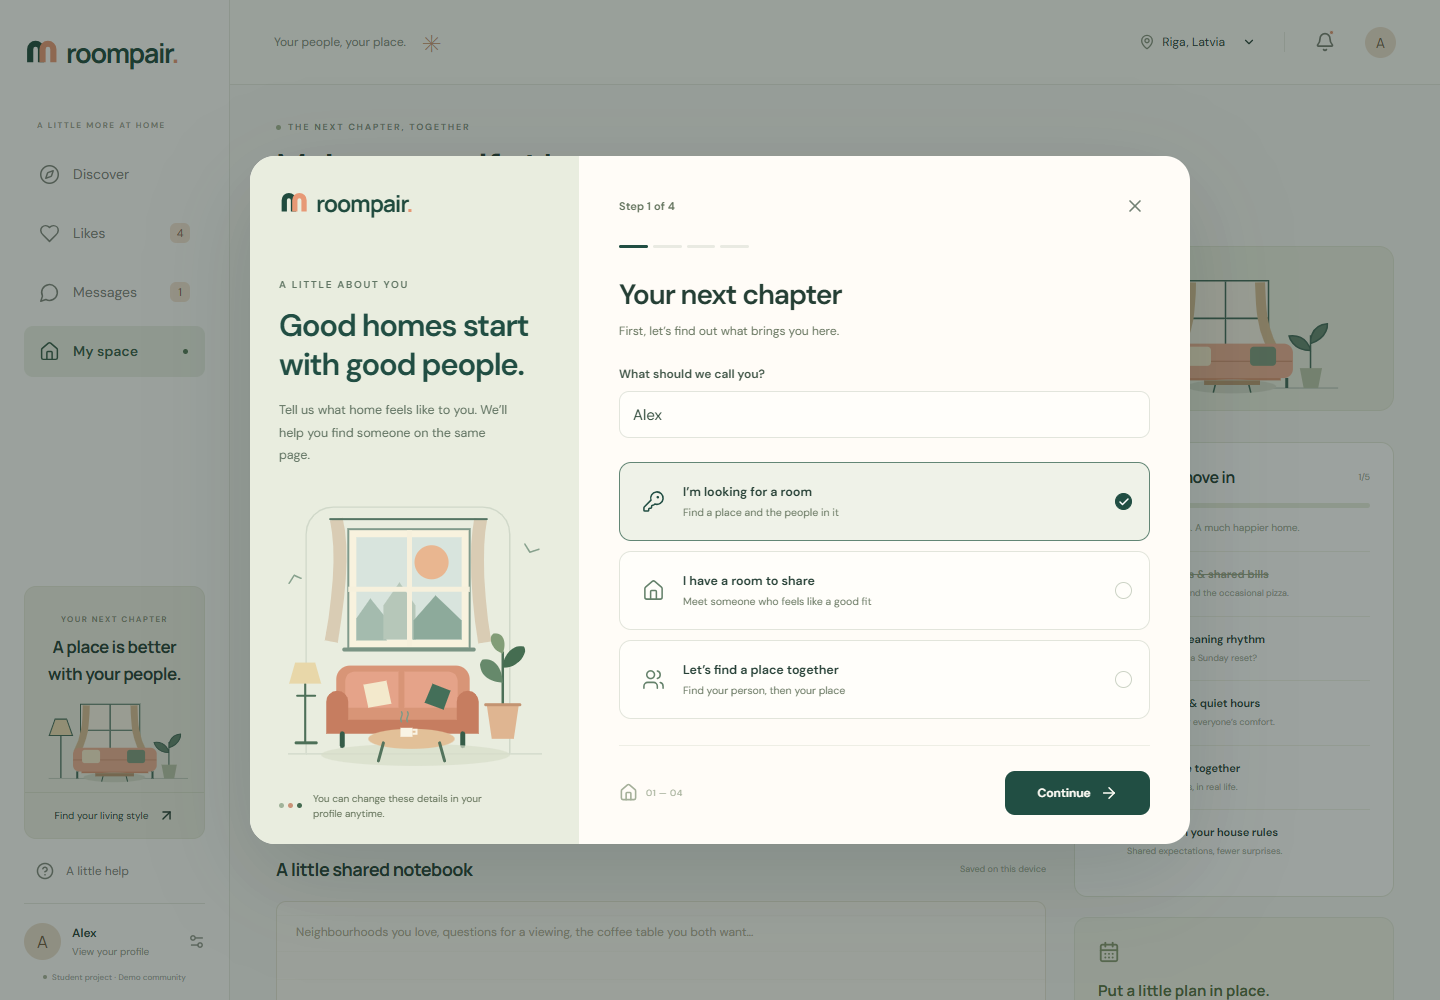 roompair.
A LITTLE MORE AT HOME
Discover
Likes
4
Messages
1
My space
YOUR NEXT CHAPTER
A place is better
with your people.
Find your living style
A little help
A
Alex
View your profile
Student project · Demo community
Your people, your place.
Riga, Latvia
A
THE NEXT CHAPTER, TOGETHER
roompair.
A LITTLE ABOUT YOU
Good homes start
with good people.
Tell us what home feels like to you. We’ll
help you find someone on the same
page.
You can change these details in your
profile anytime.
Step 1 of 4
Your next chapter
First, let’s find out what brings you here.
What should we call you?
Alex
I’m looking for a room
Find a place and the people in it
I have a room to share
Meet someone who feels like a good fit
Let’s find a place together
Find your person, then your place
01 — 04
Continue
in
1/5
A much happier home.
& shared bills
the occasional pizza.
rhythm
a Sunday reset?
& quiet hours
everyone’s comfort.
together
in real life.
your house rules
Shared expectations, fewer surprises.
A little shared notebook
Saved on this device
Neighbourhoods you love, questions for a viewing, the coffee table you both want…
Put a little plan in place.